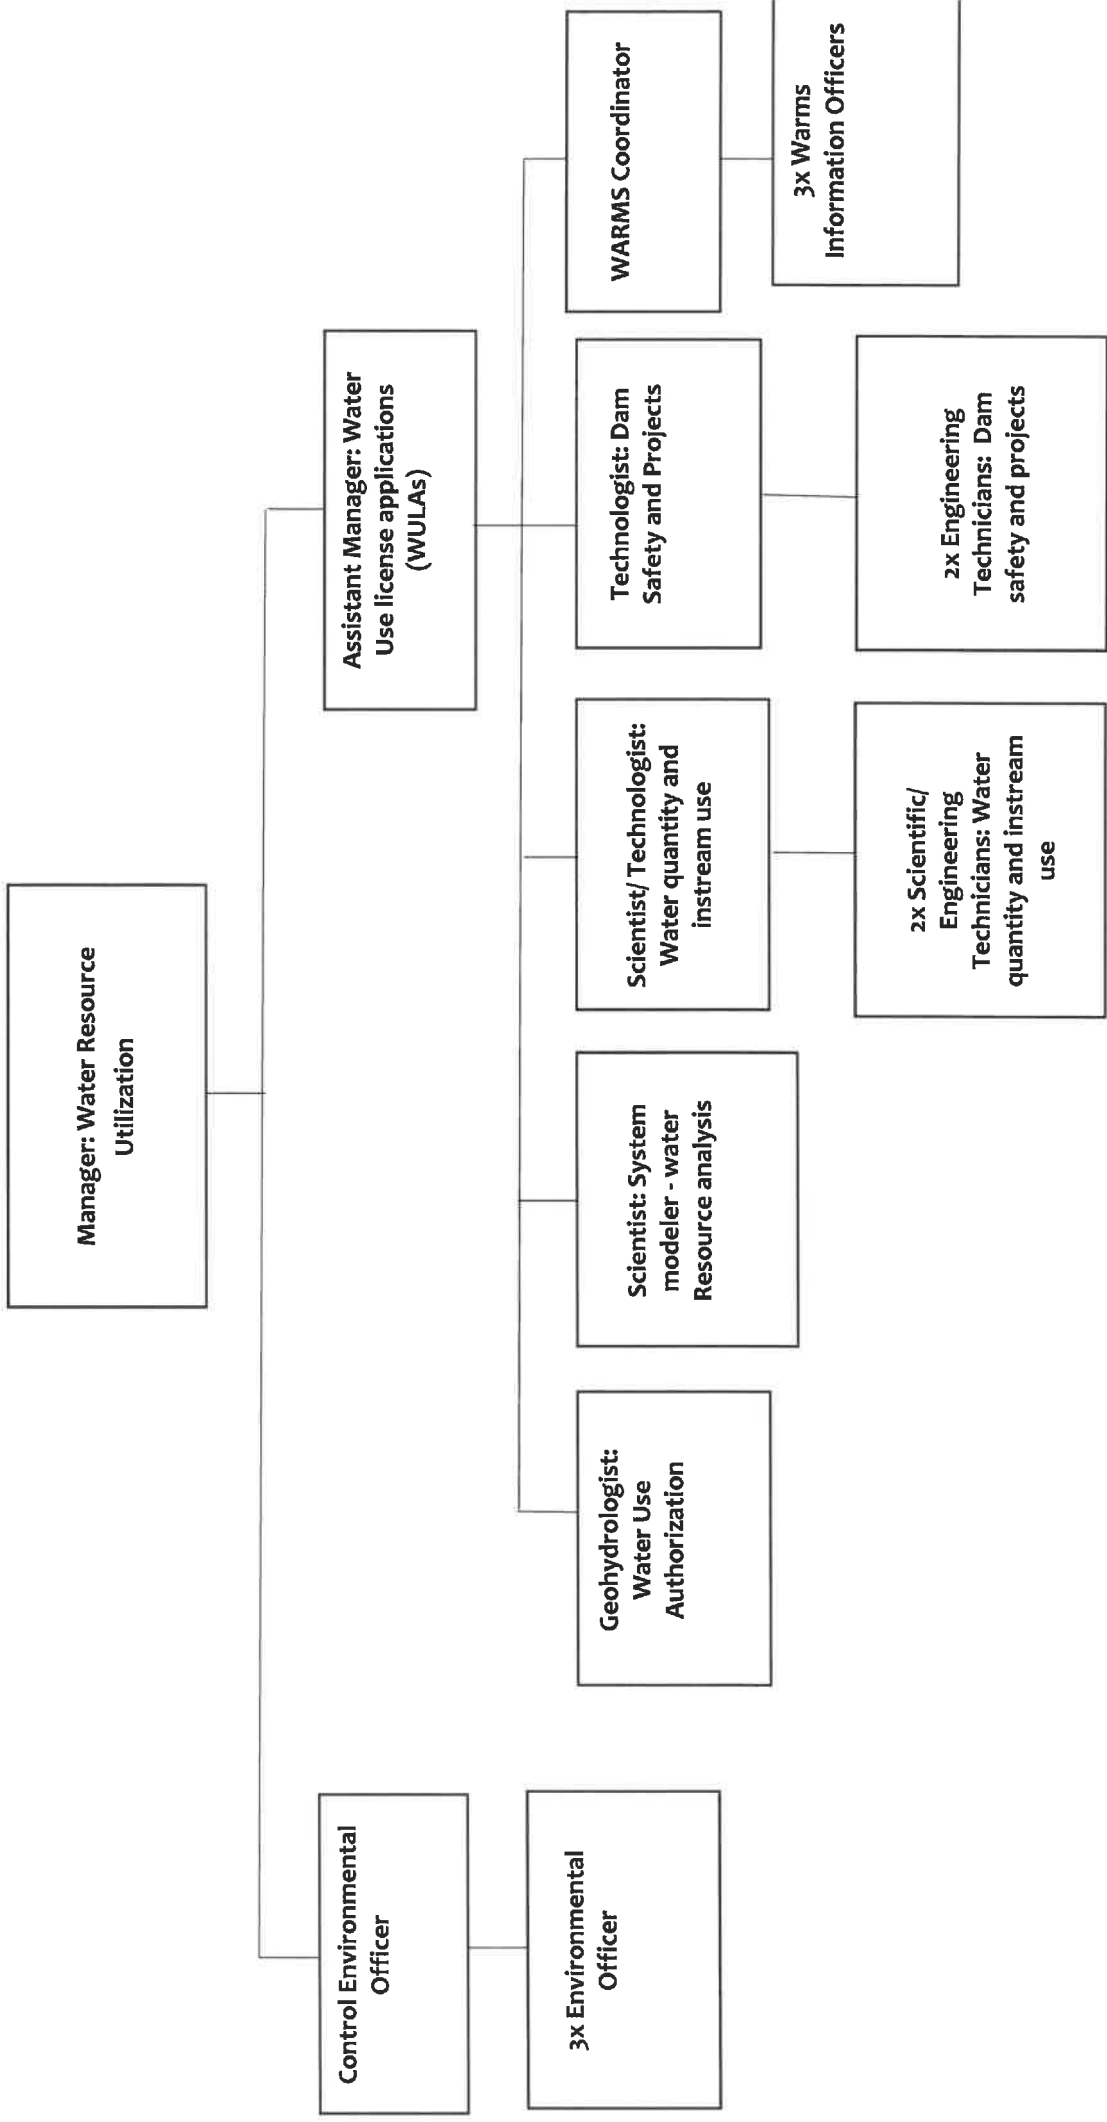 Manager: Water Resource
Utilization
Control Environmental
Officer
Assistant Manager: Water
Use license applications
(WULAs)
3x Environmental
Officer
Geohydrologist:
Water Use
Authorization
Scientist: System
modeler - water
Resource analysis
Scientist/ Technologist:
Water quantity and
instream use
Technologist: Dam
Safety and Projects
WARMS Coordinator
2x Scientific/
Engineering
Technicians: Water
quantity and instream
use
2x Engineering
Technicians: Dam
safety and projects
3x Warms
Information Officers